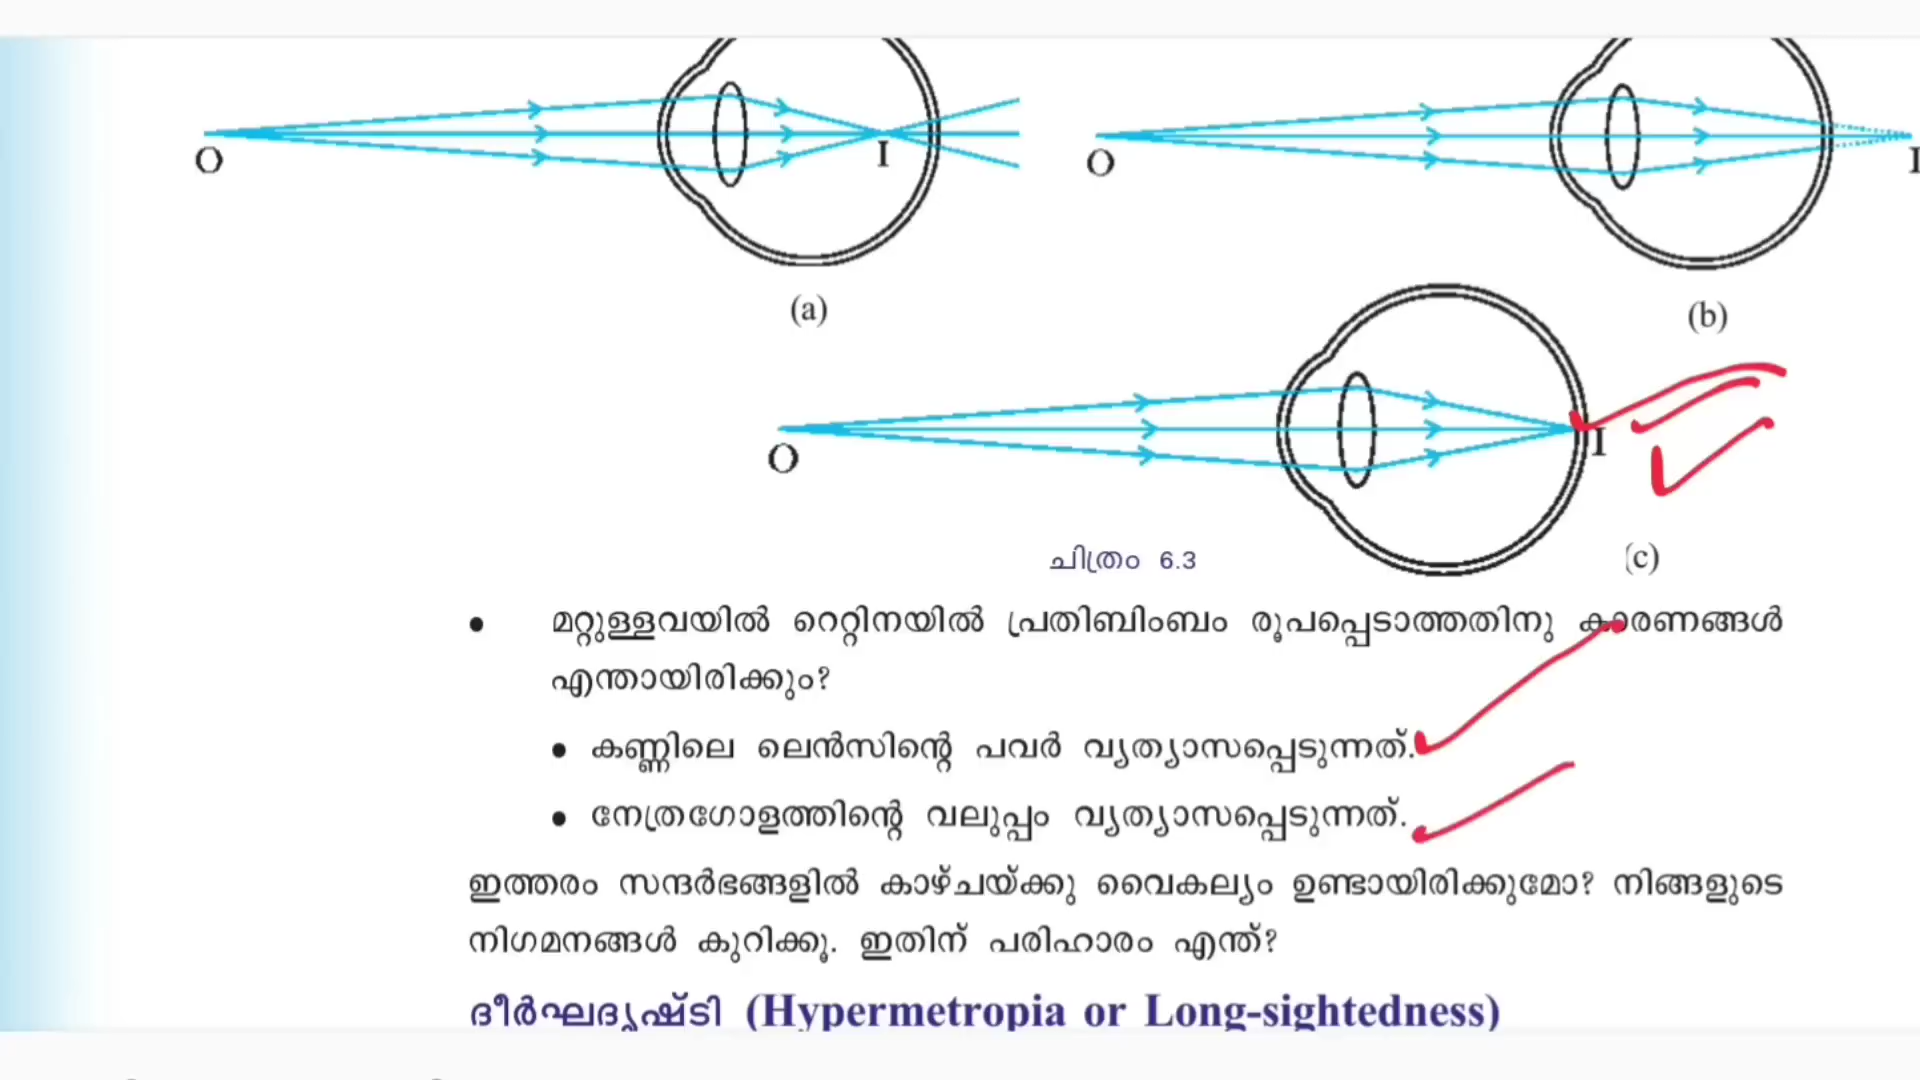 O I O I
(a) (b)
O I
ചിത്രം 6.3 (c)
• മറ്റുള്ളവയിൽ റെറ്റിനയിൽ പ്രതിബിംബം രൂപപ്പെടാത്തതിനു കാരണങ്ങൾ
എന്തായിരിക്കും?
• കണ്ണിലെ ലെൻസിന്റെ പവർ വ്യത്യാസപ്പെടുന്നത്.
• നേത്രഗോളത്തിന്റെ വലുപ്പം വ്യത്യാസപ്പെടുന്നത്.
ഇത്തരം സന്ദർഭങ്ങളിൽ കാഴ്ചയ്ക്കു വൈകല്യം ഉണ്ടായിരിക്കുമോ? നിങ്ങളുടെ
നിഗമനങ്ങൾ കുറിക്കൂ. ഇതിന് പരിഹാരം എന്ത്?
ദീർഘദൃഷ്ടി (Hypermetropia or Long-sightedness)